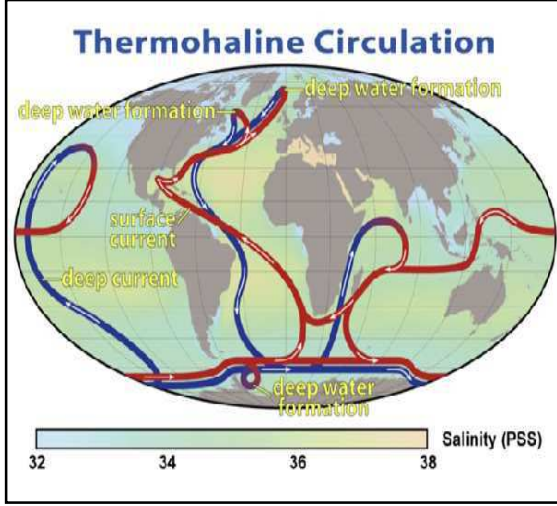 Thermohaline Circulation
deep water formation
deep water formation
surface
current
deep current
deep water
formation
Salinity (PSS)
32
34
36
38